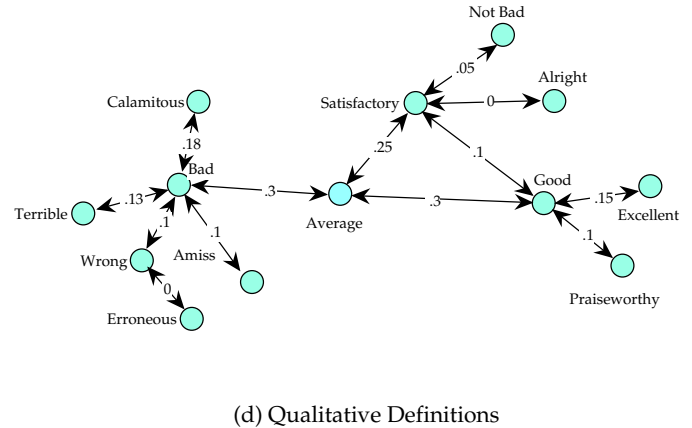 Not Bad
.05
Alright
Calamitous
Satisfactory
0
.18
.25
.1
Bad
Good
.13
.3
.3
.15
Terrible
.1
.1
Average
Excellent
Wrong
Amiss
.1
0
Praiseworthy
Erroneous
(d) Qualitative Definitions